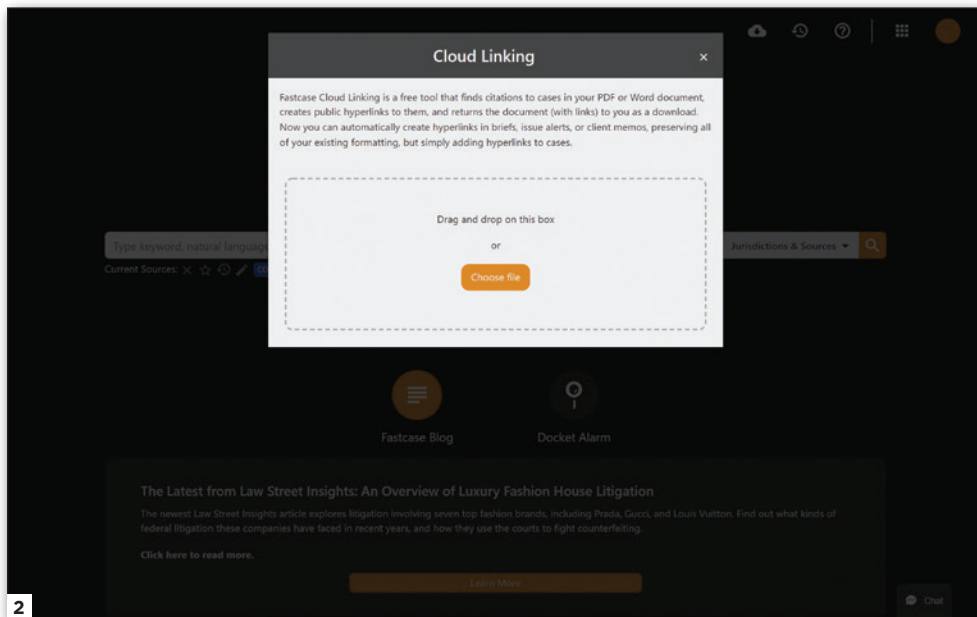 Cloud Linking
×
Fastcase Cloud Linking is a free tool that finds citations to cases in your PDF or Word document,
creates public hyperlinks to them, and returns the document (with links) to you as a download.
Now you can automatically create hyperlinks in briefs, issue alerts, or client memos, preserving all
of your existing formatting, but simply adding hyperlinks to cases.
Drag and drop on this box
or
Choose file
Type keyword, natural language
Jurisdictions & Sources
Current Sources:
Fastcase Blog
Docket Alarm
The Latest from Law Street Insights: An Overview of Luxury Fashion House Litigation
The newest Law Street Insights article explores litigation involving seven top fashion brands, including Prada, Gucci, and Louis Vuitton. Find out what kinds of
federal litigation these companies have faced in recent years, and how they use the courts to fight counterfeiting.
Click here to read more.
Learn More
Chat
2